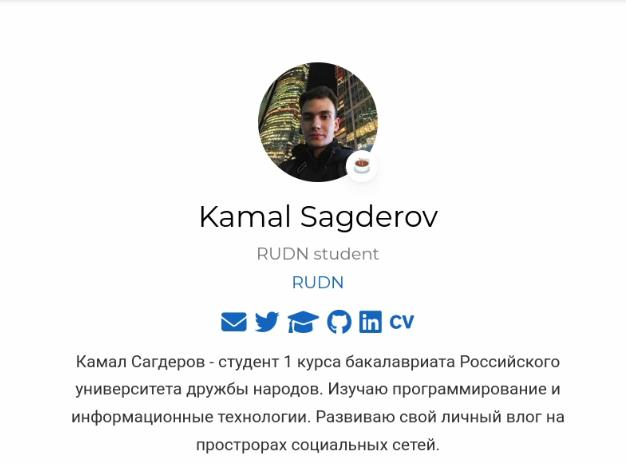 Kamal Sagderov
RUDN student
RUDN
CV
Камал Сагдеров - студент 1 курса бакалавриата Российского
университета дружбы народов. Изучаю программирование и
информационные технологии. Развиваю свой личный влог на
прострорах социальных сетей.